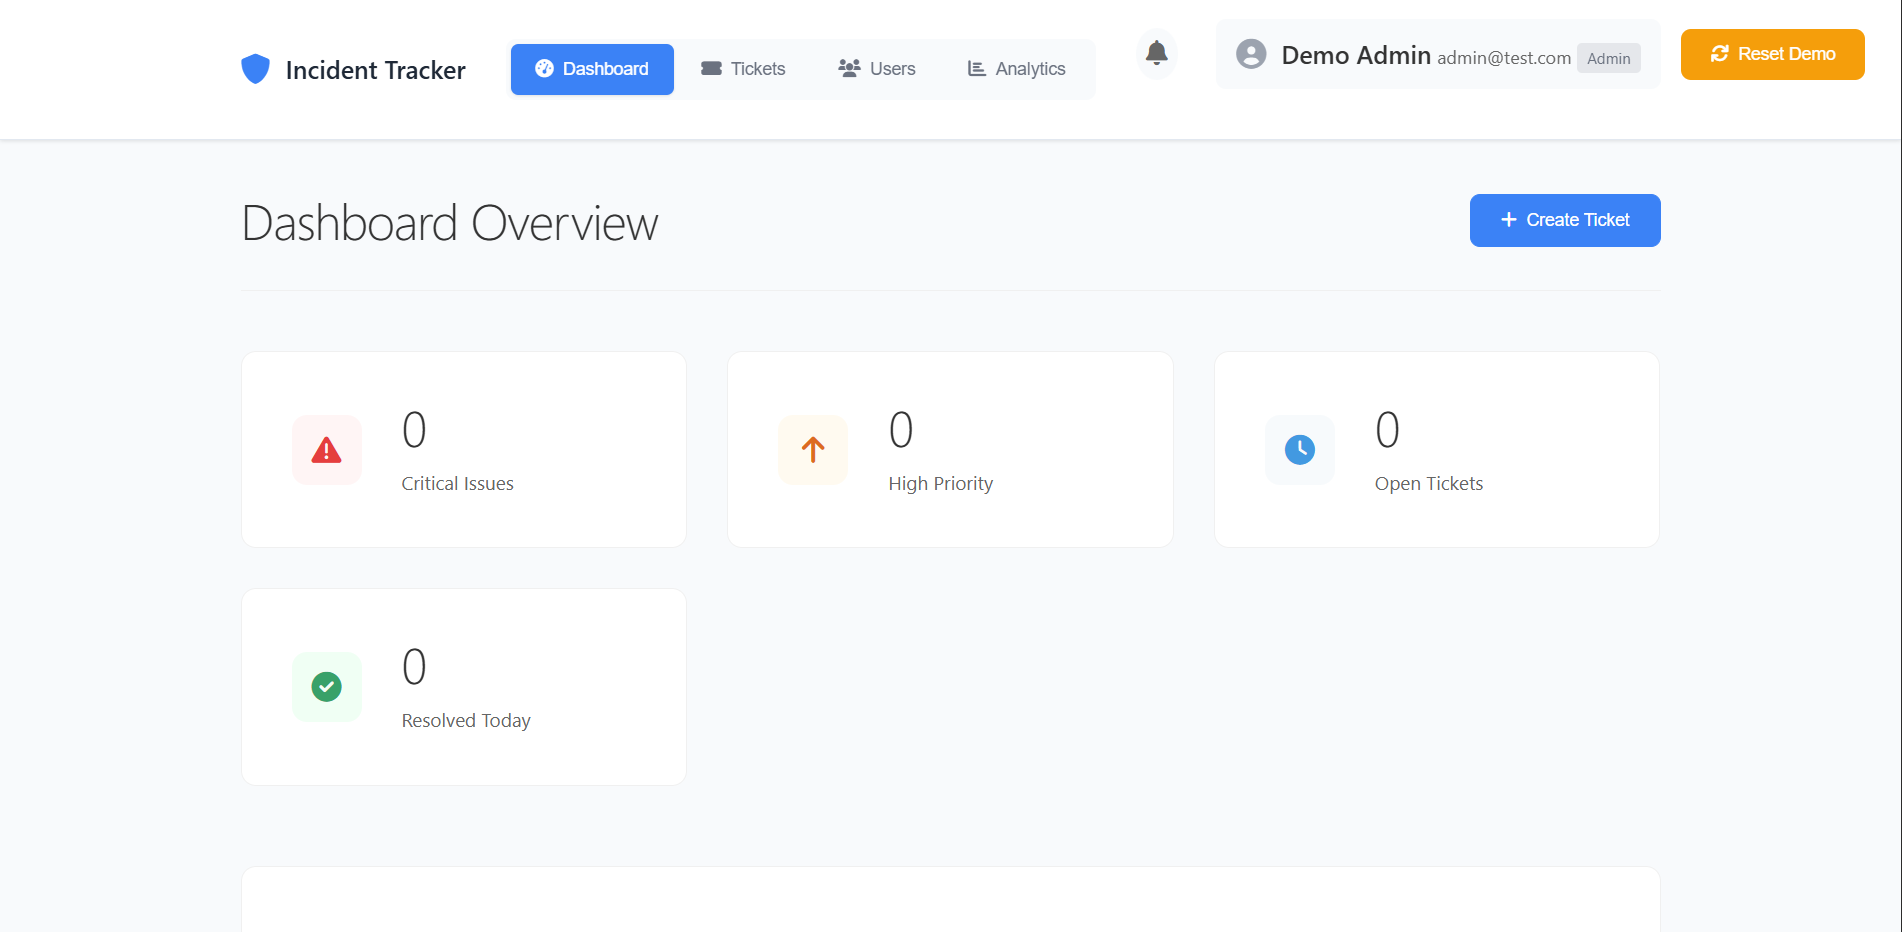 Incident Tracker
Dashboard
Tickets
Users
Analytics
Demo Admin admin@test.com Admin
Reset Demo
Dashboard Overview
Create Ticket
0
Critical Issues
0
High Priority
0
Open Tickets
0
Resolved Today